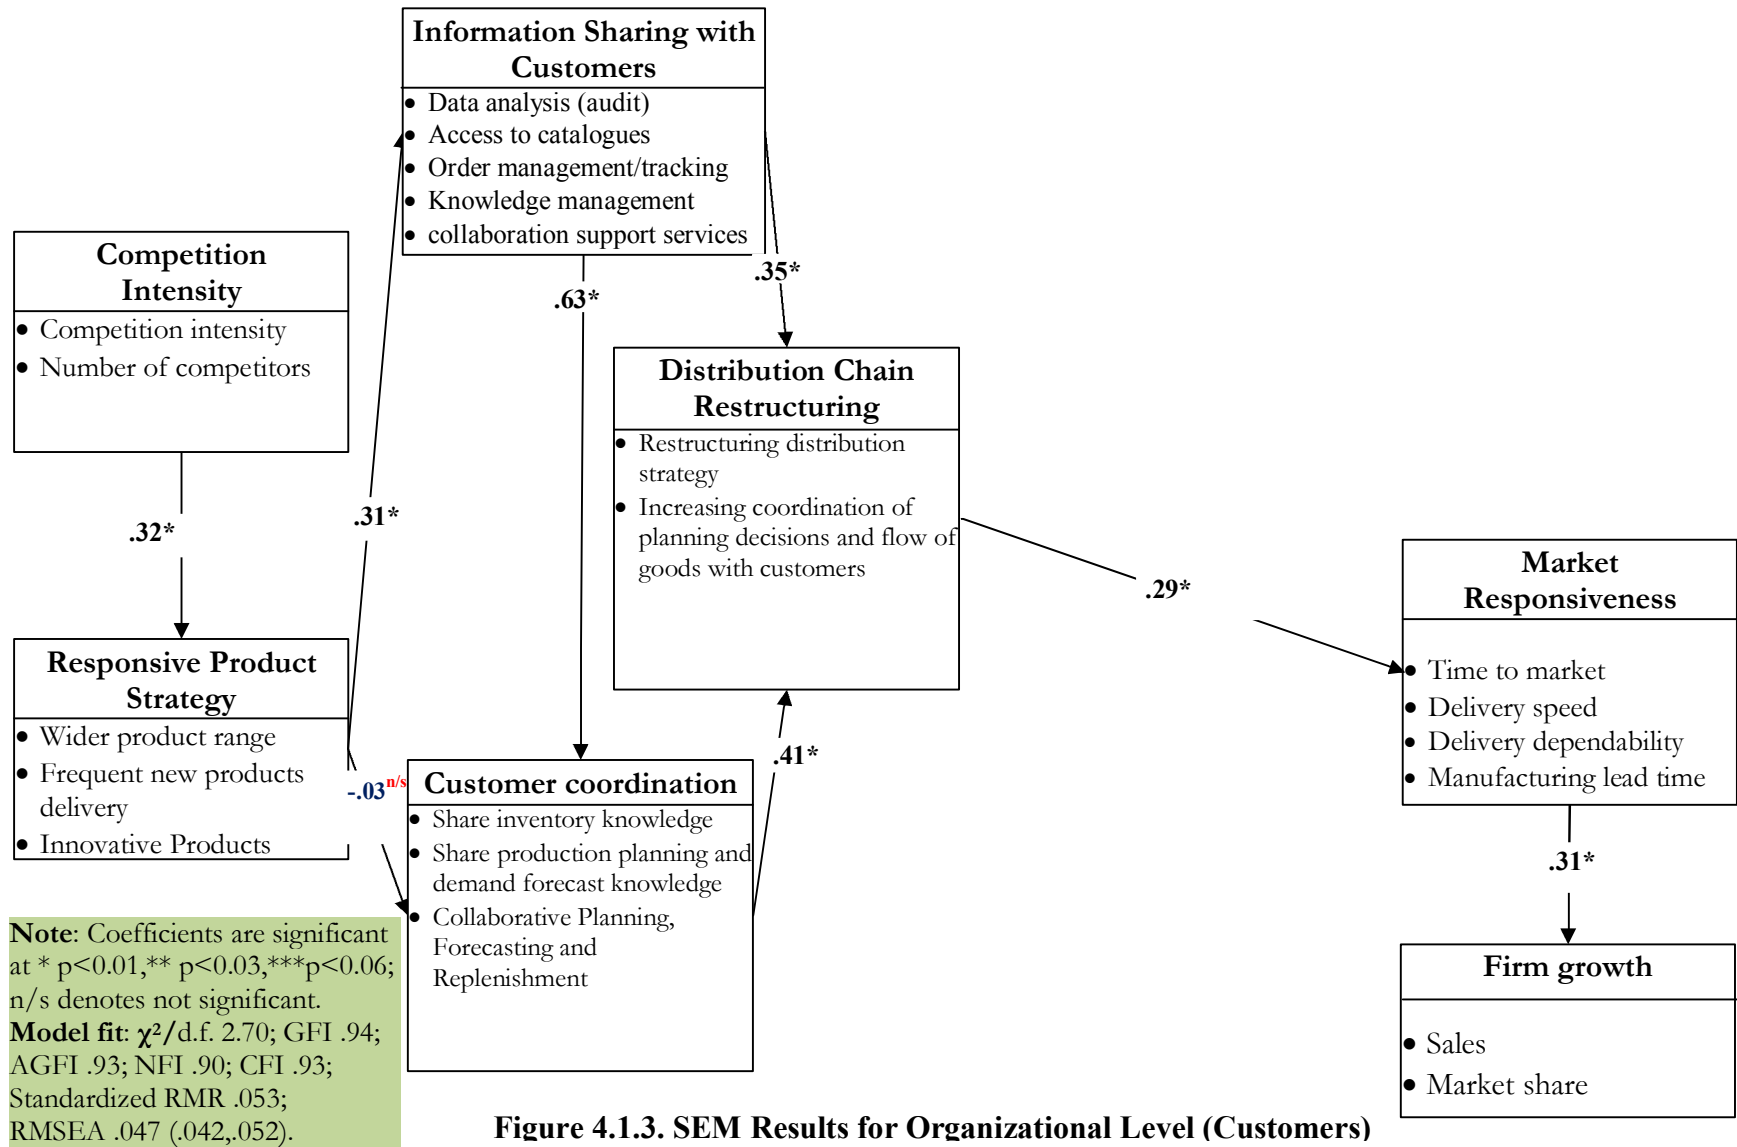 Information Sharing with
Customers
• Data analysis (audit)
• Access to catalogues
• Order management/tracking
• Knowledge management
• collaboration support services
Competition
Intensity
• Competition intensity
• Number of competitors
.35*
.63*
.32*
.31*
Distribution Chain
Restructuring
• Restructuring distribution
strategy
• Increasing coordination of
planning decisions and flow of
goods with customers
.29*
Market
Responsiveness
• Time to market
• Delivery speed
• Delivery dependability
• Manufacturing lead time
Responsive Product
Strategy
• Wider product range
• Frequent new products
delivery
• Innovative Products
-.03n/s
.41*
Customer coordination
• Share inventory knowledge
• Share production planning and
demand forecast knowledge
• Collaborative Planning,
Forecasting and
Replenishment
.31*
Firm growth
• Sales
• Market share
Note: Coefficients are significant
at * p<0.01,** p<0.03,***p<0.06;
n/s denotes not significant.
Model fit: χ²/d.f. 2.70; GFI .94;
AGFI .93; NFI .90; CFI .93;
Standardized RMR .053;
RMSEA .047 (.042,.052).
Figure 4.1.3. SEM Results for Organizational Level (Customers)